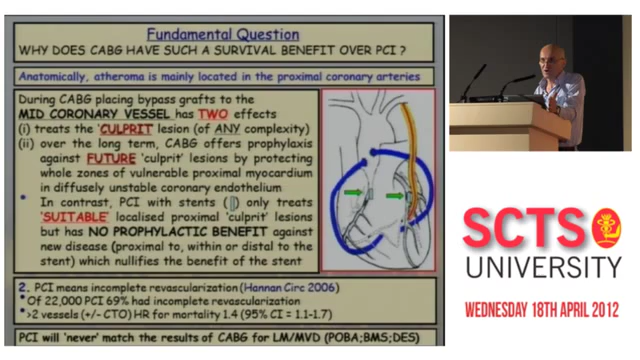 Fundamental Question
WHY DOES CABG HAVE SUCH A SURVIVAL BENEFIT OVER PCI ?
Anatomically, atheroma is mainly located in the proximal coronary arteries
During CABG placing bypass grafts to the
MID CORONARY VESSEL has TWO effects
(i) treats the 'CULPRIT lesion (of ANY complexity)
(ii) over the long term, CABG offers prophylaxis
against FUTURE 'culprit' lesions by protecting
whole zones of vulnerable proximal myocardium
in diffusely unstable coronary endothelium
• In contrast, PCI with stents ( ) only treats
'SUITABLE' localised proximal 'culprit' lesions
but has NO PROPHYLACTIC BENEFIT against
new disease (proximal to, within or distal to the
stent) which nullifies the benefit of the stent
2. PCI means incomplete revascularization (Hannan Circ 2006)
• Of 22,000 PCI 69% had incomplete revascularization
• >2 vessels (+/- CTO) HR for mortality 1.4 (95% CI = 1.1-1.7)
PCI will 'never' match the results of CABG for LM/MVD (POBA;BMS;DES)
SCTS
UNIVERSITY
WEDNESDAY 18TH APRIL 2012